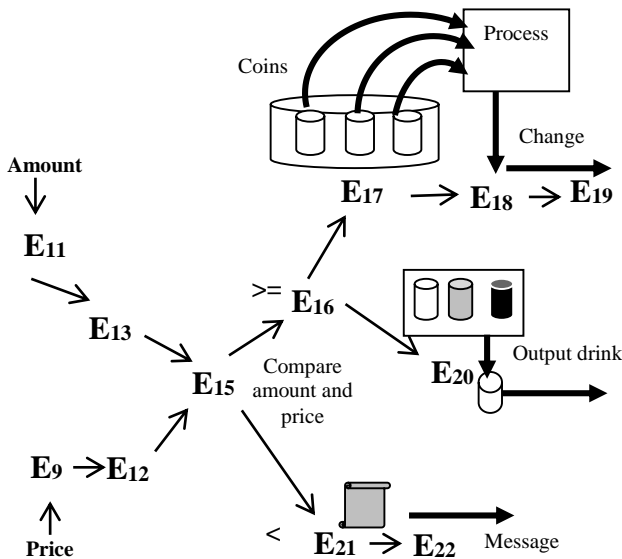 Process
Coins
Change
Amount
E17
E18
E19
E11
>=
E16
E13
Output drink
E20
Compare
amount and
price
E15
E9
E12
<
E21
E22
Message
Price